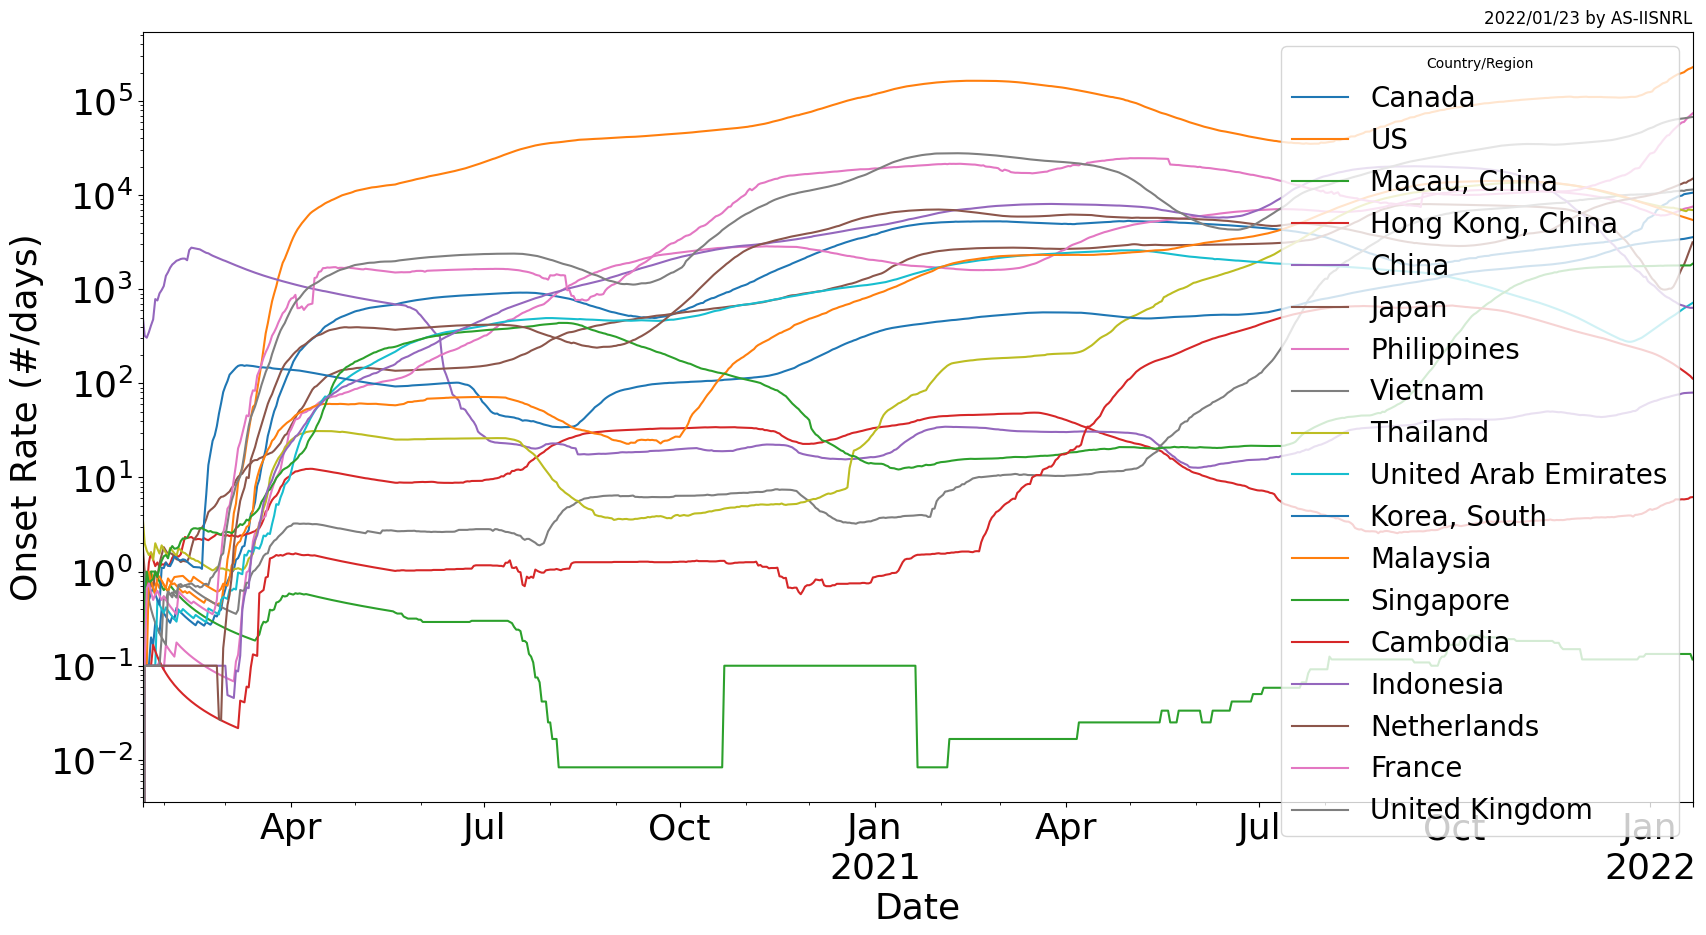 2022/01/23 by AS-IISNRL
Onset Rate (#/days)
10^5
10^4
10^3
10^2
10^1
10^0
10^−1
10^−2
Country/Region
Canada
US
Macau, China
Hong Kong, China
China
Japan
Philippines
Vietnam
Thailand
United Arab Emirates
Korea, South
Malaysia
Singapore
Cambodia
Indonesia
Netherlands
France
United Kingdom
Apr Jul Oct Jan Apr Jul Oct Jan
2021 2022
Date